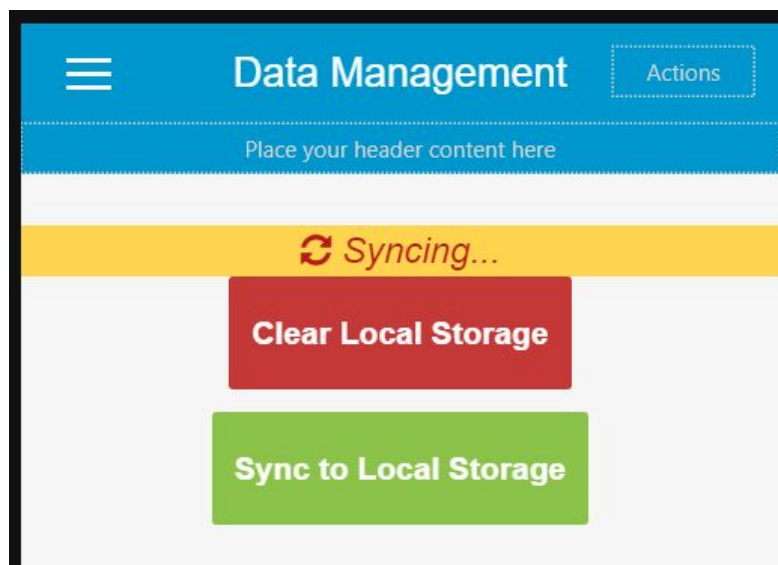 Data Management
Actions
Place your header content here
Syncing...
Clear Local Storage
Sync to Local Storage